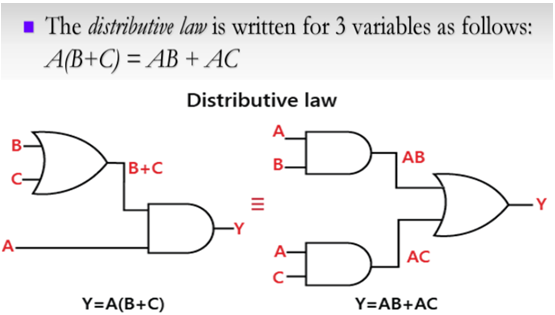 The distributive law is written for 3 variables as follows:
A(B+C) = AB + AC
Distributive law
B
C
B+C
A
Y
Y=A(B+C)
≡
A
B
AB
A
C
AC
Y
Y=AB+AC